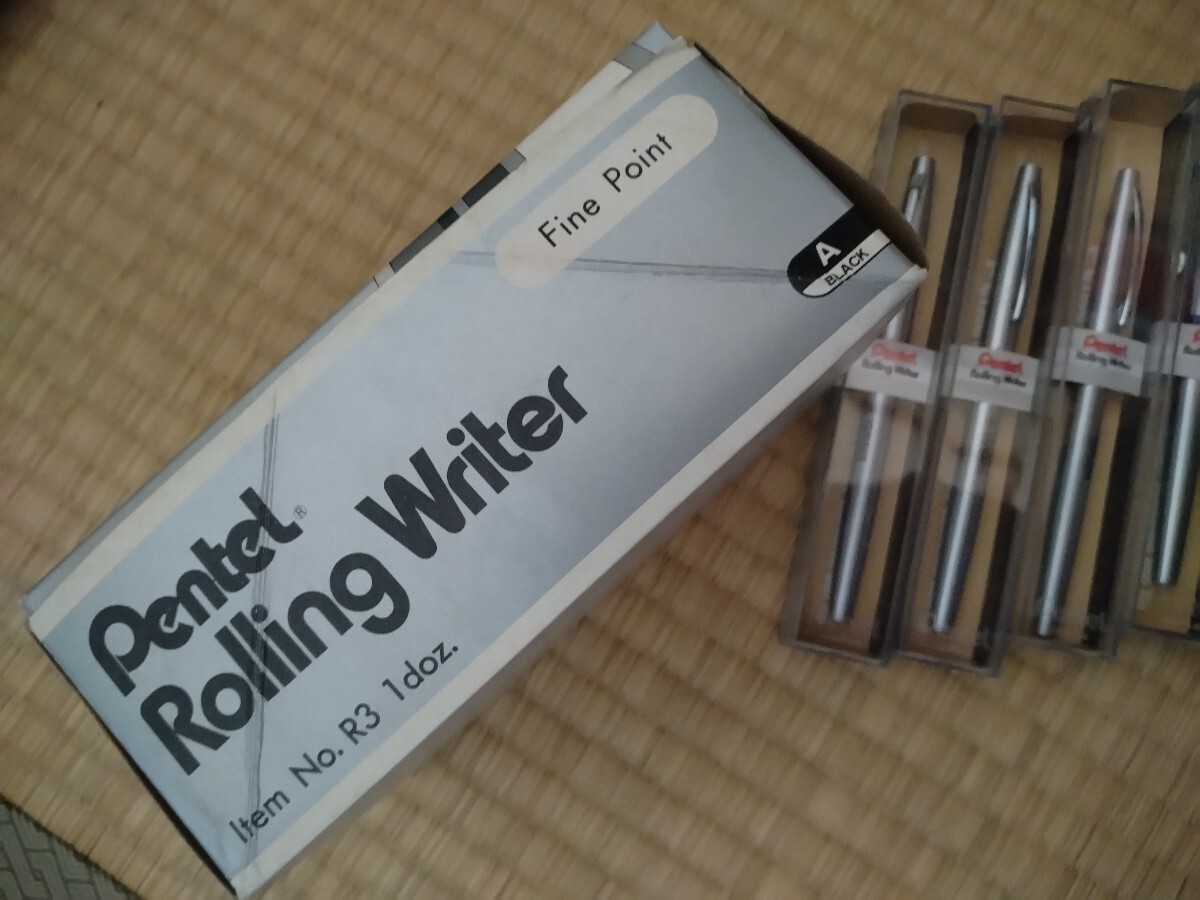 Fine Point
A
BLACK
Pentel®
Rolling Writer
Item No. R3 1doz.
Pentel
Rolling Writer
Pentel
Rolling Writer
Pentel
Rolling Writer